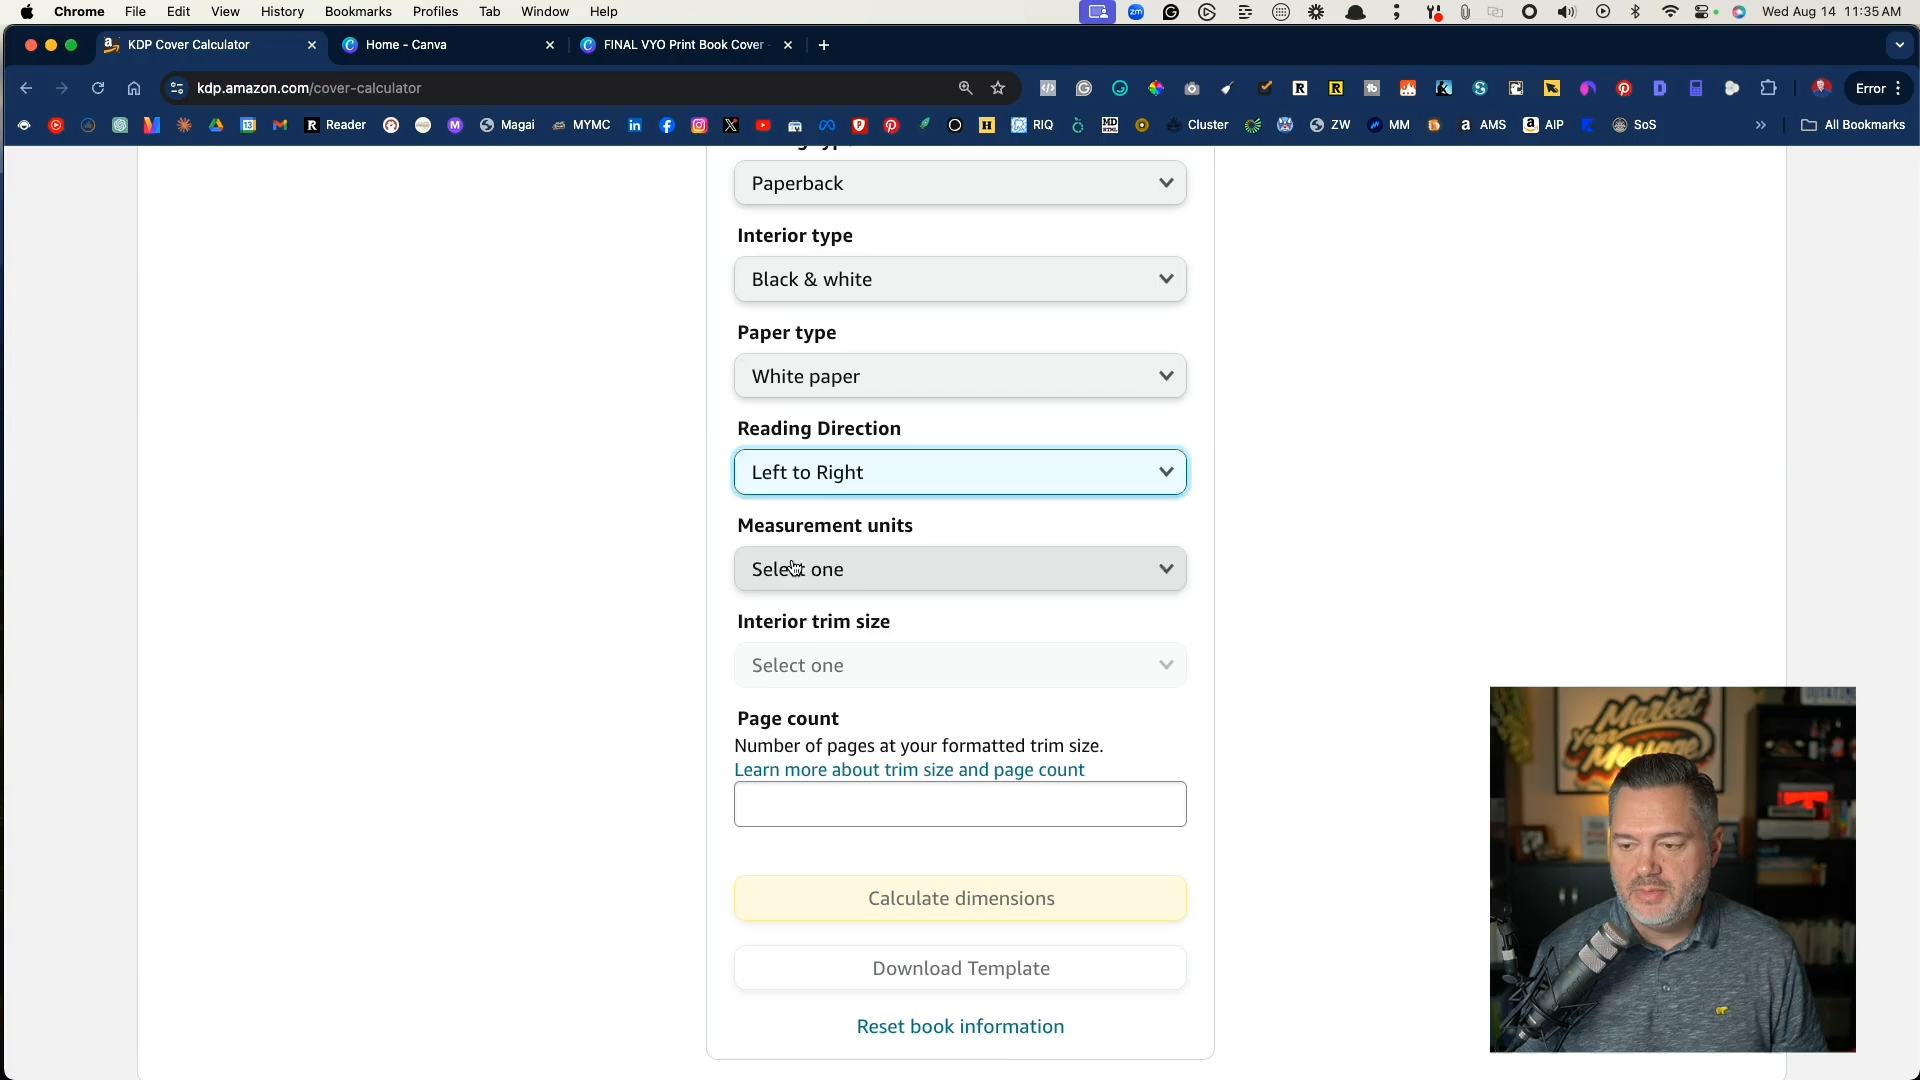 Chrome File Edit View History Bookmarks Profiles Tab Window Help Wed Aug 14 11:35 AM
KDP Cover Calculator Home - Canva FINAL VYO Print Book Cover
kdp.amazon.com/cover-calculator Error
Reader Magai MYMC RIQ Cluster ZW MM AMS AIP SoS All Bookmarks
Paperback
Interior type
Black & white
Paper type
White paper
Reading Direction
Left to Right
Measurement units
Select one
Interior trim size
Select one
Page count
Number of pages at your formatted trim size.
Learn more about trim size and page count
Calculate dimensions
Download Template
Reset book information
Market
Your
Message